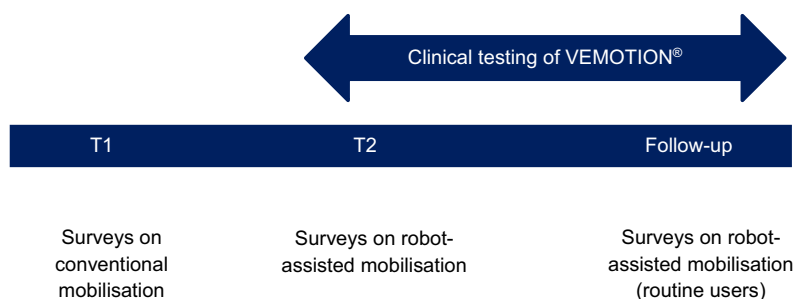 Clinical testing of VEMOTION®
T1
T2
Follow-up
Surveys on
conventional
mobilisation
Surveys on robot-
assisted mobilisation
Surveys on robot-
assisted mobilisation
(routine users)